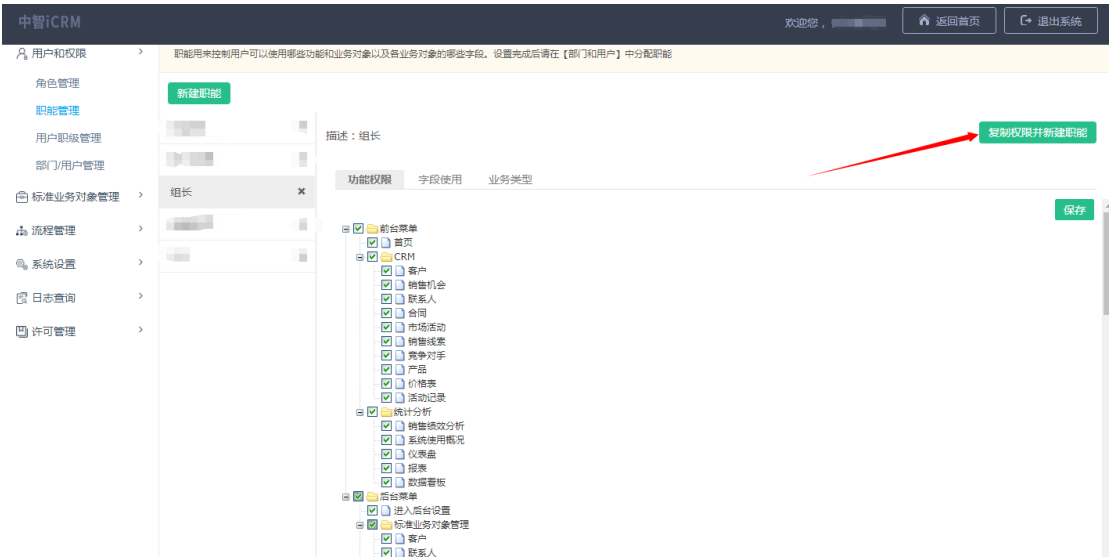 中智iCRM
欢迎您，
返回首页
退出系统
用户和权限
角色管理
职能管理
用户职级管理
部门/用户管理
标准业务对象管理
流程管理
系统设置
日志查询
许可管理
职能用来控制用户可以使用哪些功能和业务对象以及各业务对象的哪些字段。设置完成后请在【部门和用户】中分配职能
新建职能
组长
描述：组长
复制权限并新建职能
功能权限 字段使用 业务类型
保存
前台菜单
首页
CRM
客户
销售机会
联系人
合同
市场活动
销售线索
竞争对手
产品
价格表
活动记录
统计分析
销售绩效分析
系统使用概况
仪表盘
报表
数据看板
后台菜单
进入后台设置
标准业务对象管理
客户
联系人